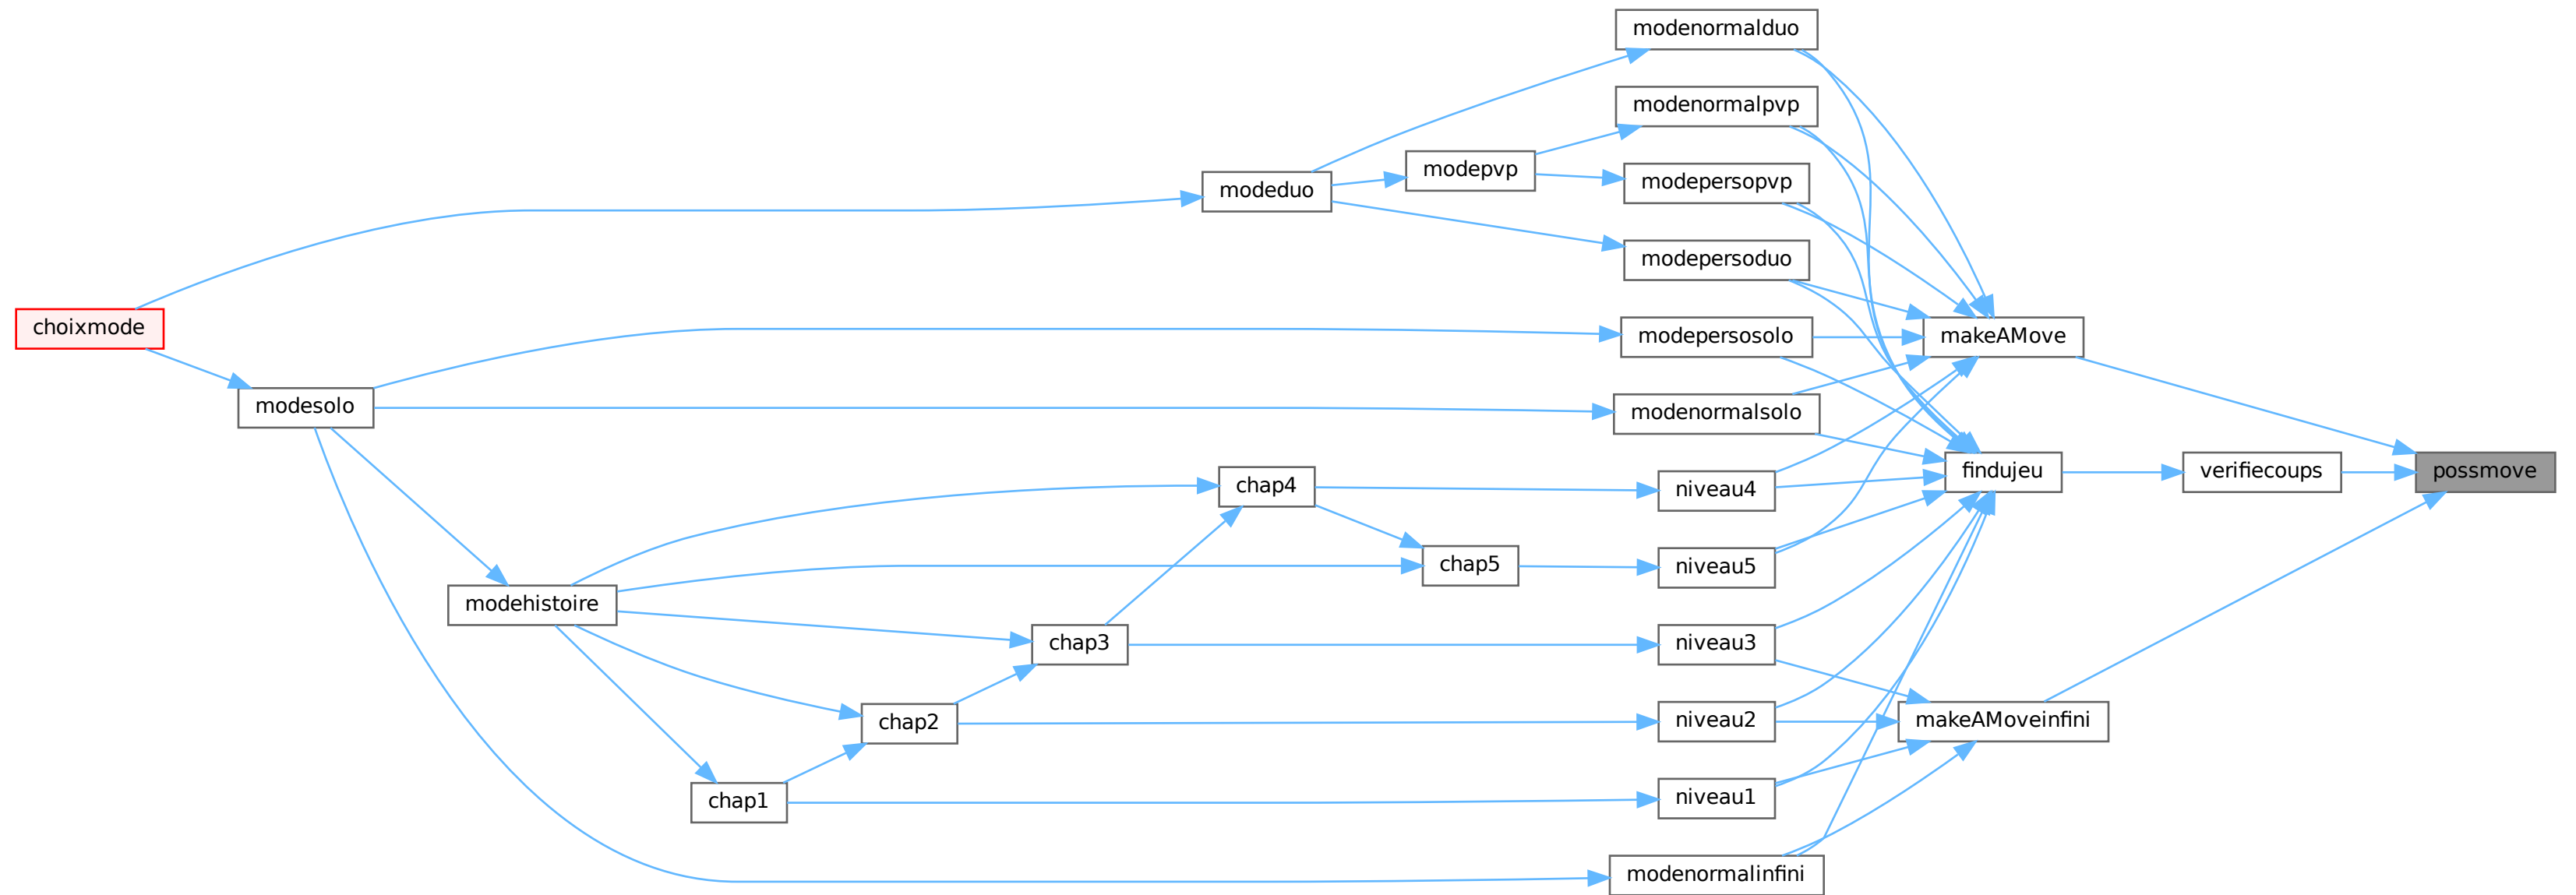 modenormalduo
modenormalpvp
modepvp
modepersopvp
modeduo
modepersoduo
choixmode
modepersosolo
makeAMove
modesolo
modenormalsolo
findujeu
verifiecoups
possmove
chap4
niveau4
chap5
niveau5
modehistoire
chap3
niveau3
chap2
niveau2
makeAMoveinfini
chap1
niveau1
modenormalinfini